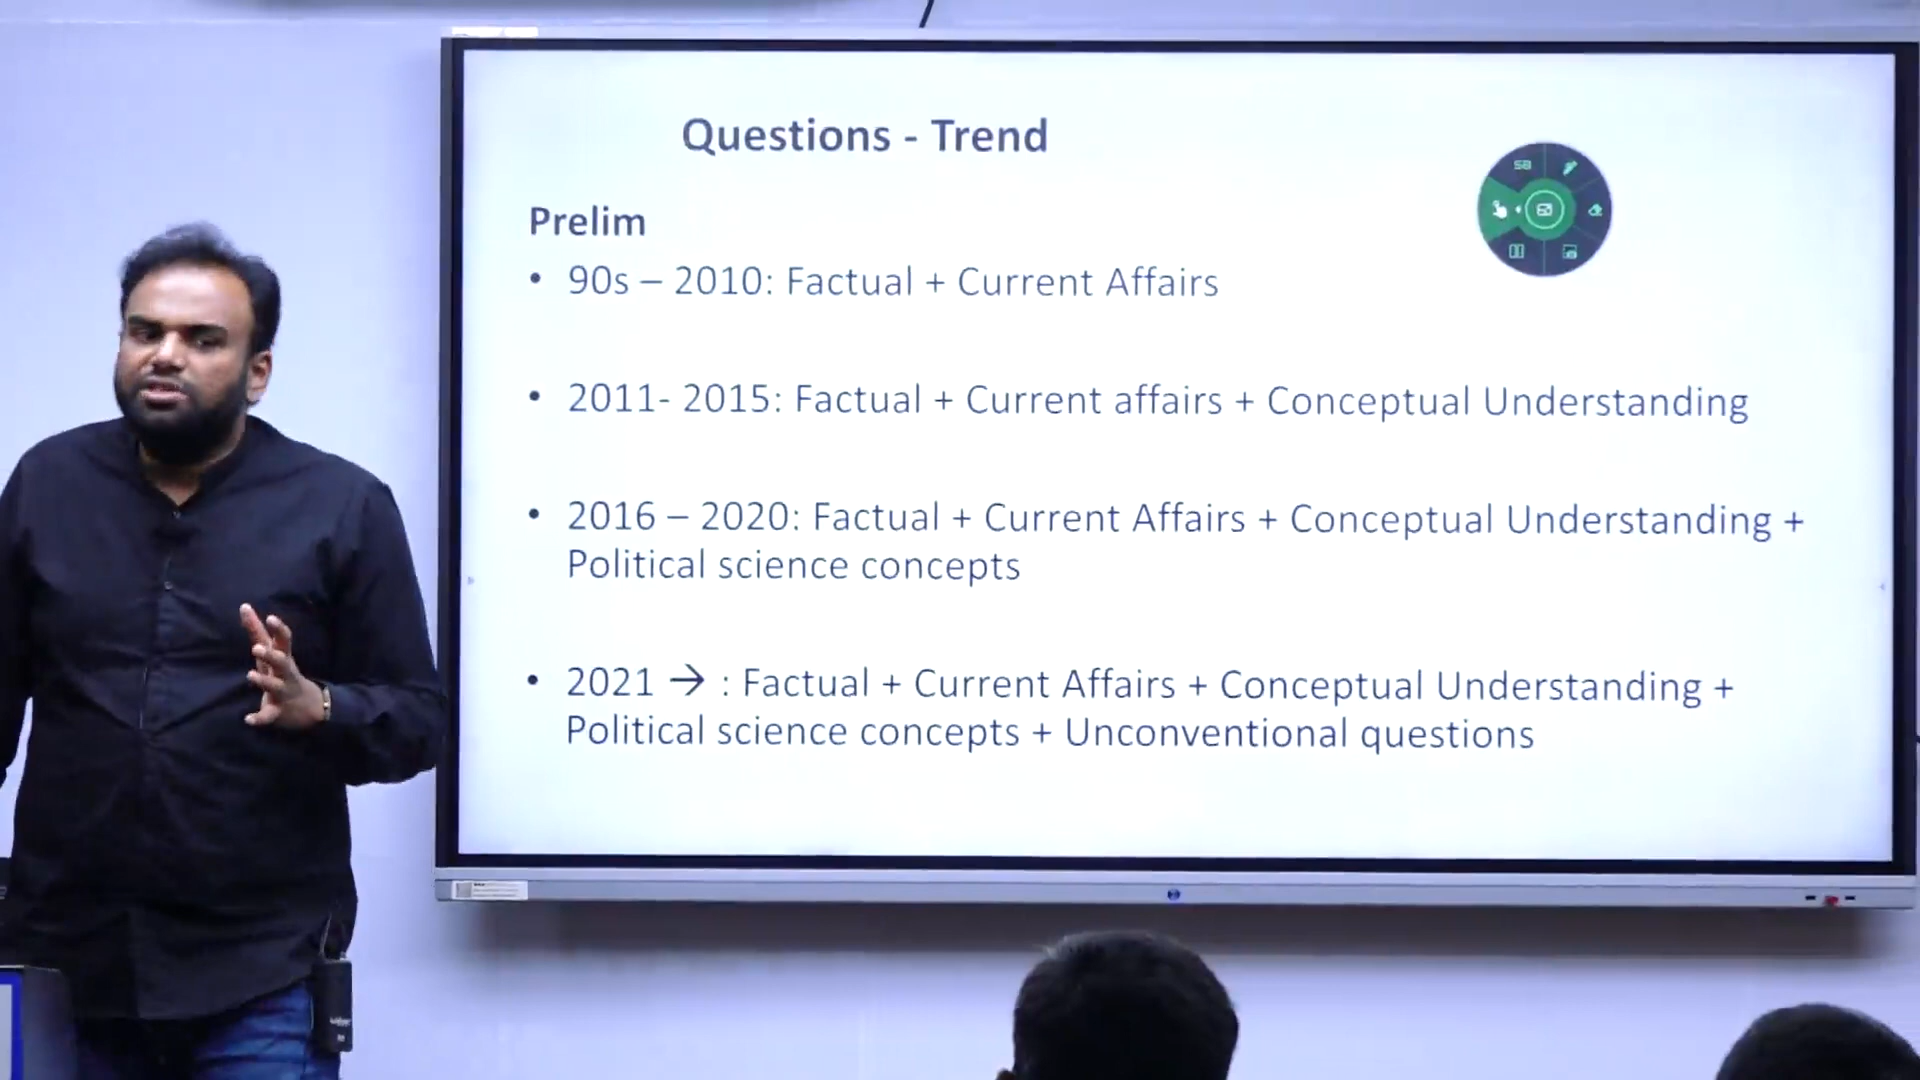 Questions - Trend
Prelim
• 90s – 2010: Factual + Current Affairs
• 2011- 2015: Factual + Current affairs + Conceptual Understanding
• 2016 – 2020: Factual + Current Affairs + Conceptual Understanding +
Political science concepts
• 2021 → : Factual + Current Affairs + Conceptual Understanding +
Political science concepts + Unconventional questions